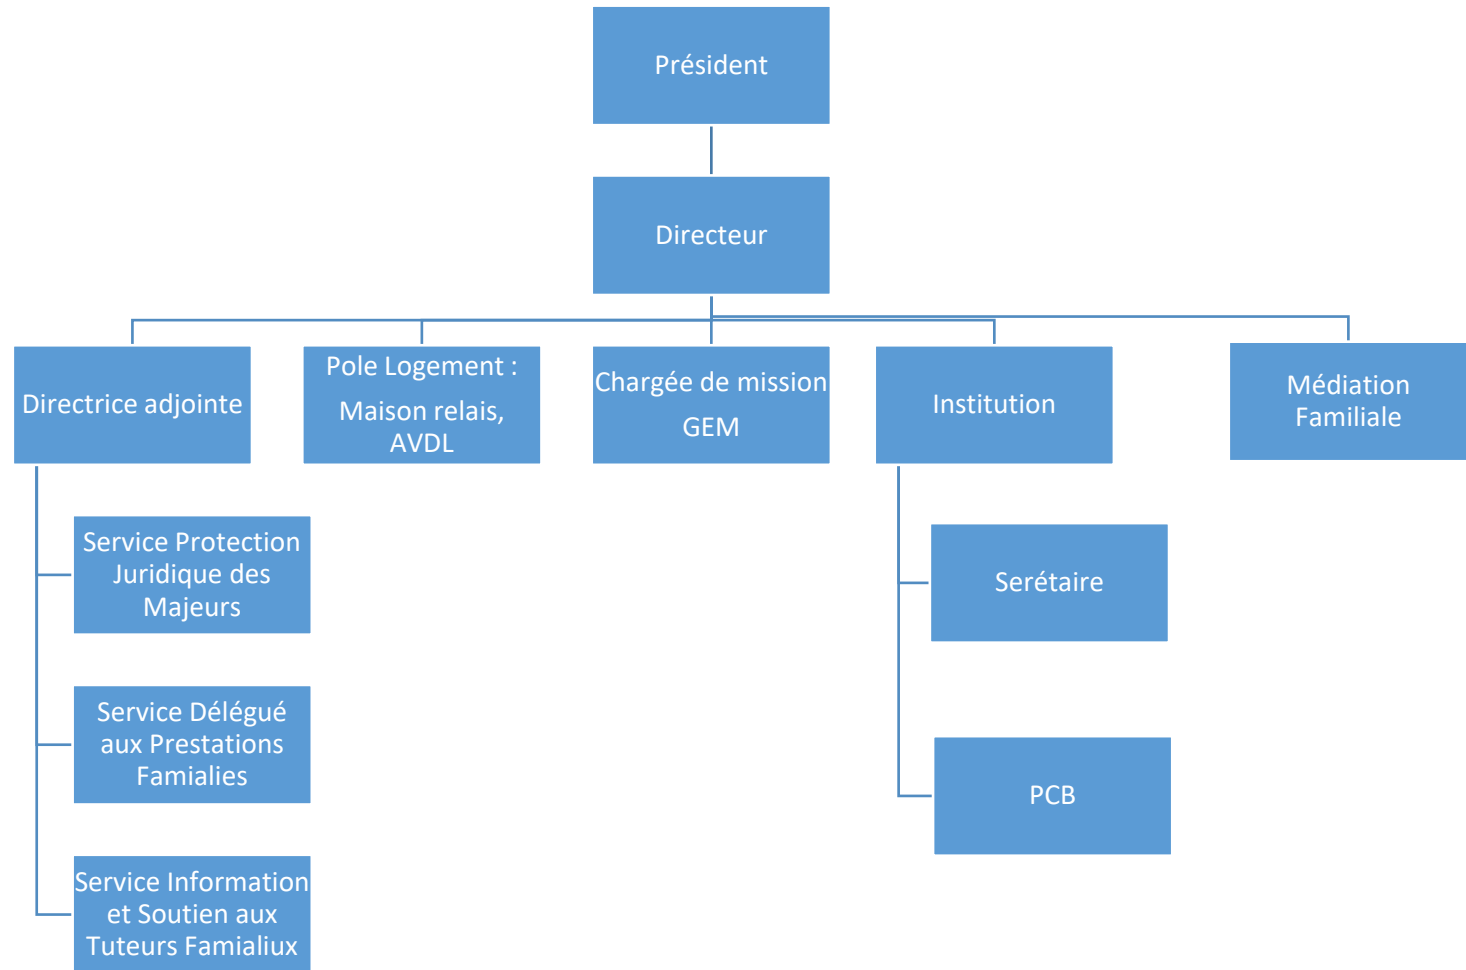 Président
Directeur
Directrice adjointe
Pole Logement :
Maison relais,
AVDL
Chargée de mission
GEM
Institution
Médiation
Familiale
Service Protection
Juridique des
Majeurs
Service Délégué
aux Prestations
Famialies
Service Information
et Soutien aux
Tuteurs Famialiux
Serétaire
PCB